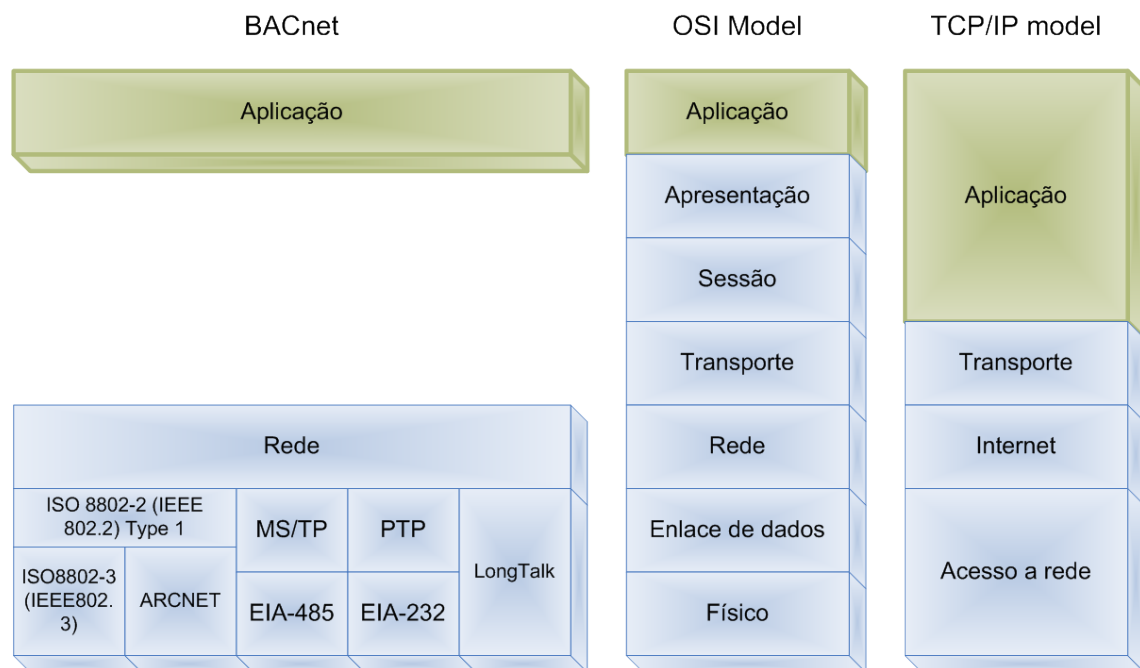 BACnet
OSI Model
TCP/IP model
Aplicação
Aplicação
Aplicação
Apresentação
Sessão
Transporte
Transporte
Rede
Rede
Internet
ISO 8802-2 (IEEE
802.2) Type 1
MS/TP
PTP
LongTalk
Enlace de dados
Acesso a rede
ISO8802-3
(IEEE802.
3)
ARCNET
EIA-485
EIA-232
Físico